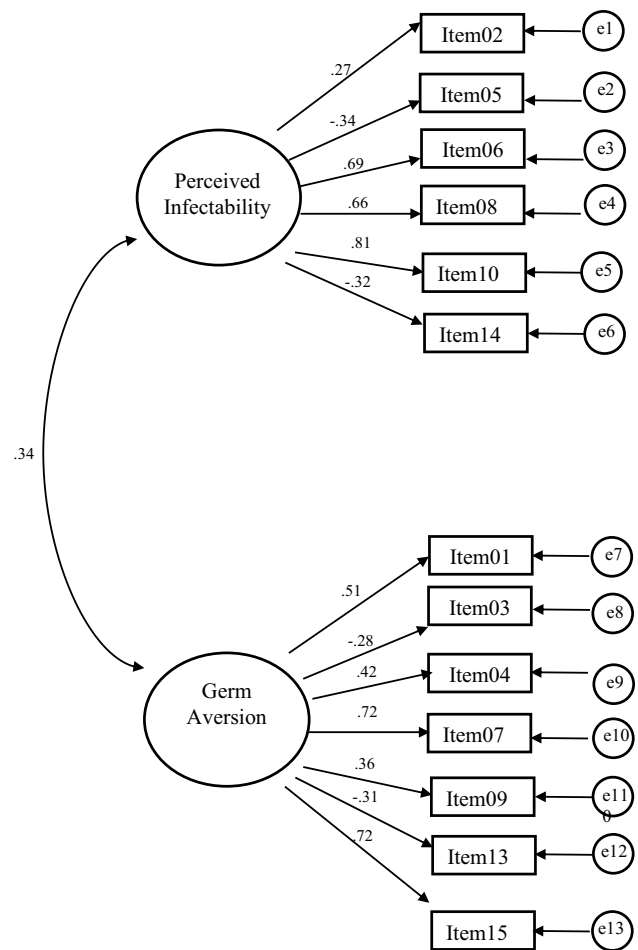 Item02
e1
.27
Item05
e2
-.34
Item06
e3
.69
Perceived
Infectability
Item08
e4
.66
.81
Item10
e5
-.32
Item14
e6
.34
Item01
e7
.51
Item03
e8
-.28
Item04
e9
.42
Germ
Aversion
.72
Item07
e10
.36
Item09
e11
0
-.31
Item13
e12
.72
Item15
e13